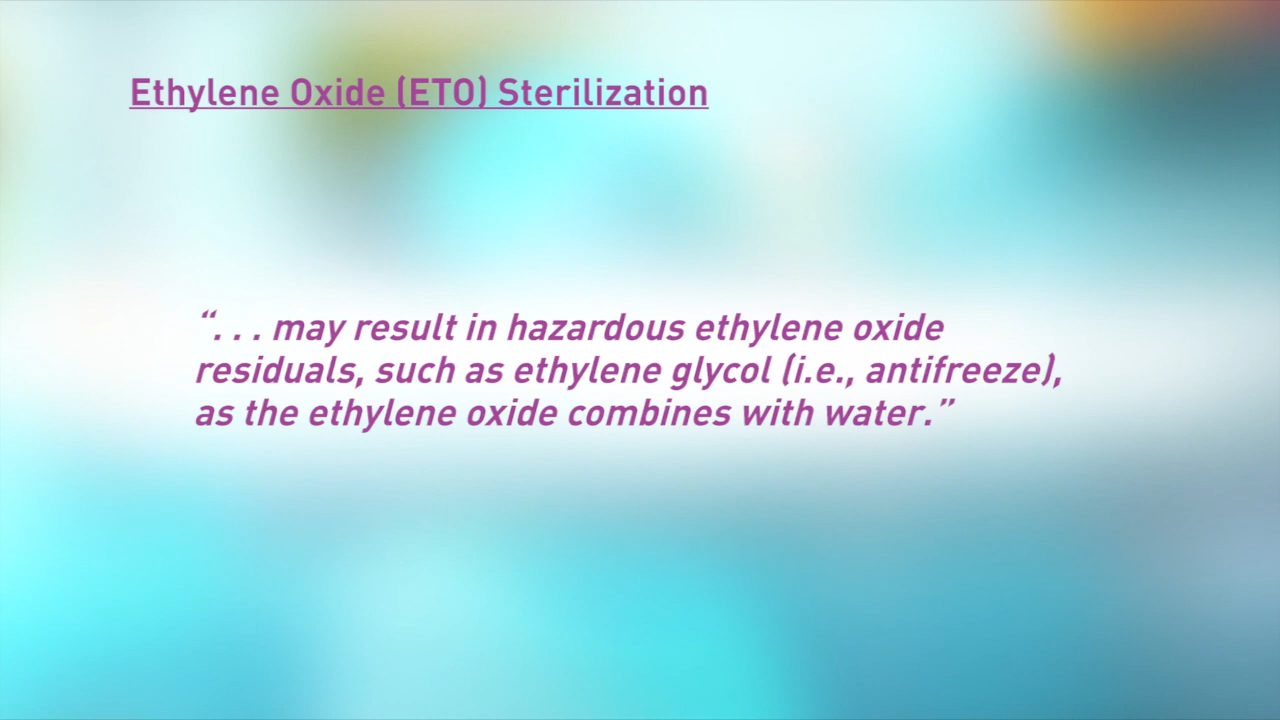 Ethylene Oxide (ETO) Sterilization
“. . . may result in hazardous ethylene oxide
residuals, such as ethylene glycol (i.e., antifreeze),
as the ethylene oxide combines with water.”